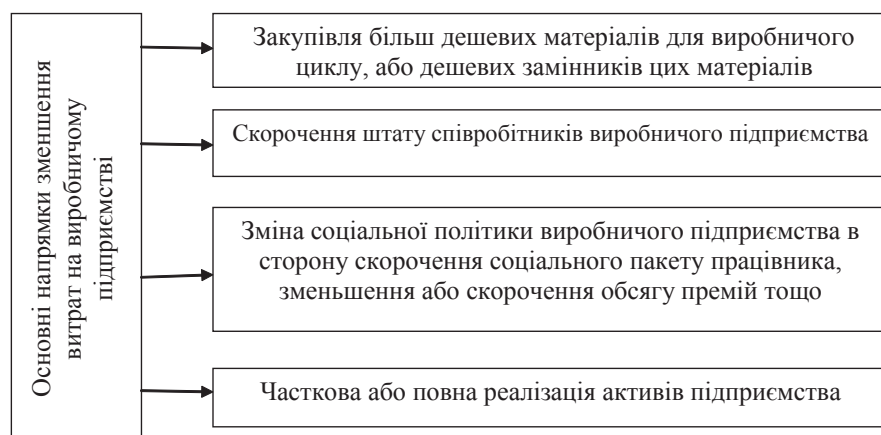 Основні напрямки зменшення
витрат на виробничому
підприємстві
Закупівля більш дешевих матеріалів для виробничого
циклу, або дешевих замінників цих матеріалів
Скорочення штату співробітників виробничого підприємства
Зміна соціальної політики виробничого підприємства в
сторону скорочення соціального пакету працівника,
зменьшення або скорочення обсягу премій тощо
Часткова або повна реалізація активів підприємства